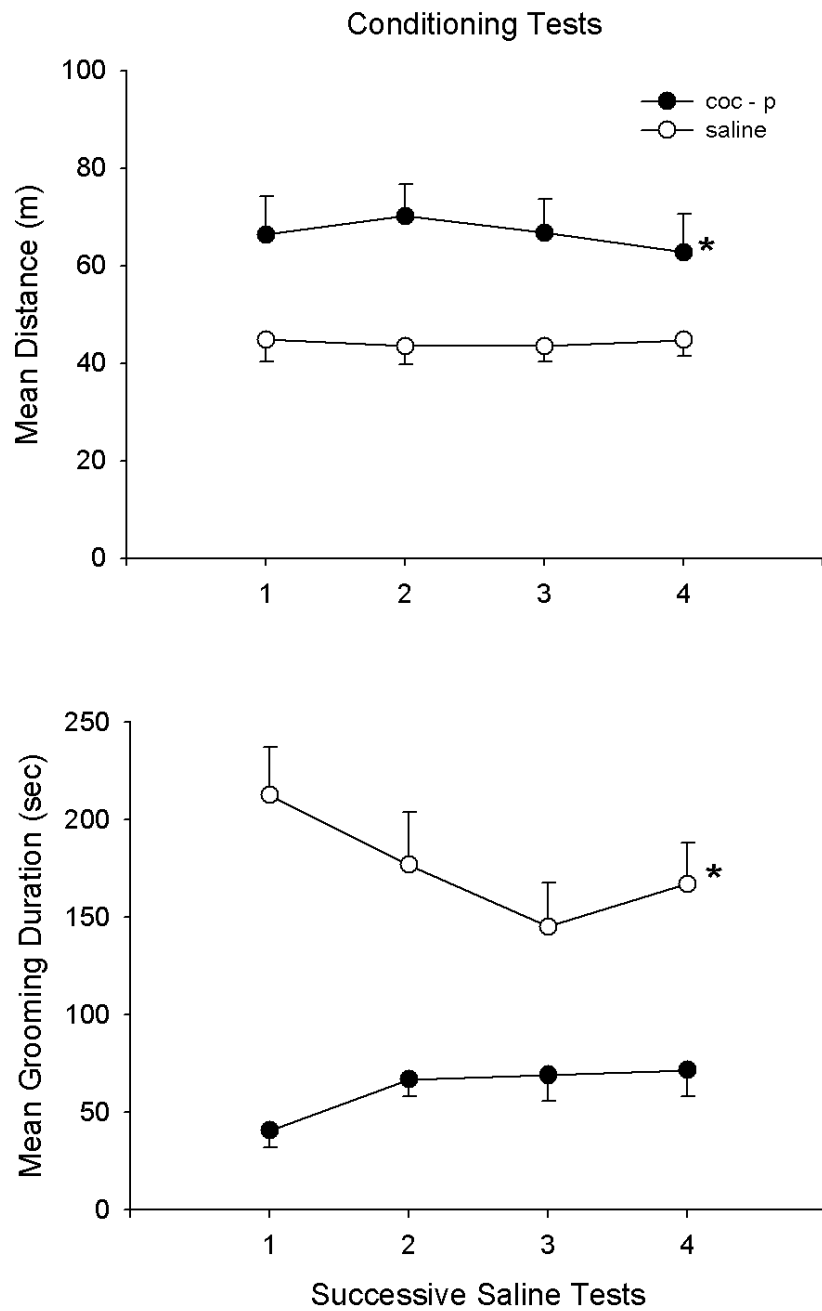 Conditioning Tests
100
coc - p
saline
80
60
*
40
20
0
1 2 3 4
Mean Distance (m)
250
200
*
150
100
50
0
1 2 3 4
Mean Grooming Duration (sec)
Successive Saline Tests